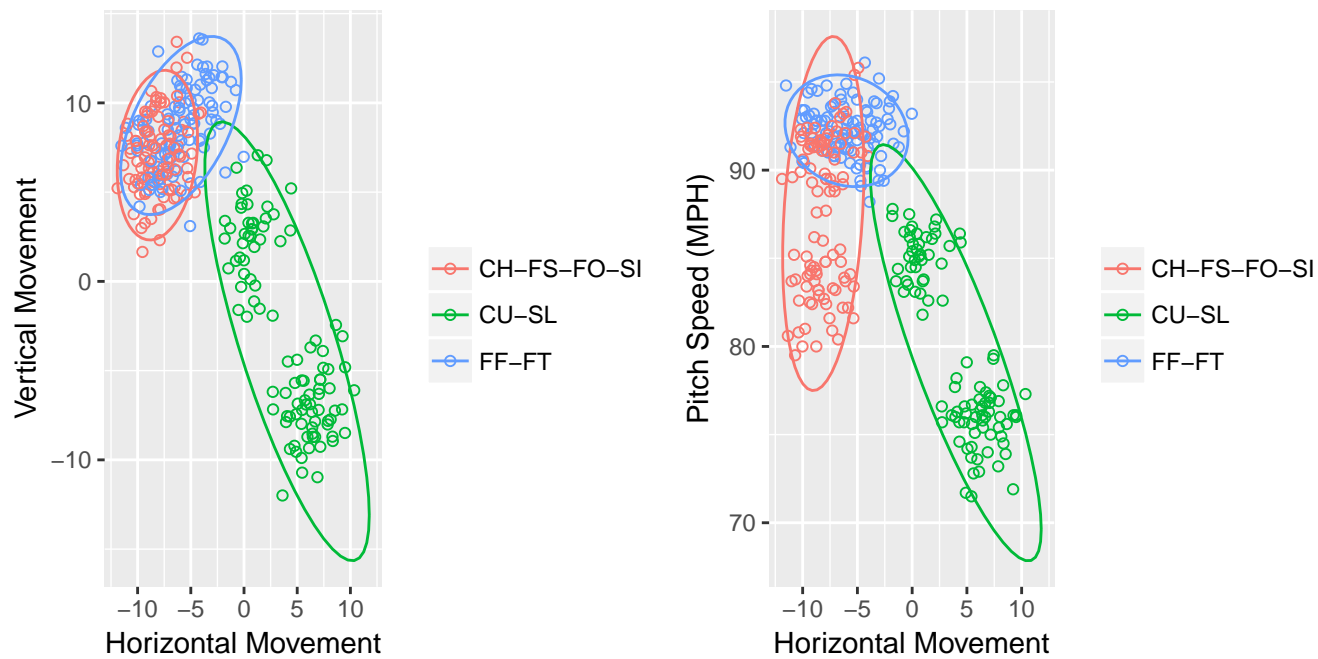 Vertical Movement
10
0
−10
−10 −5 0 5 10
Horizontal Movement
CH−FS−FO−SI
CU−SL
FF−FT
Pitch Speed (MPH)
90
80
70
−10 −5 0 5 10
Horizontal Movement
CH−FS−FO−SI
CU−SL
FF−FT